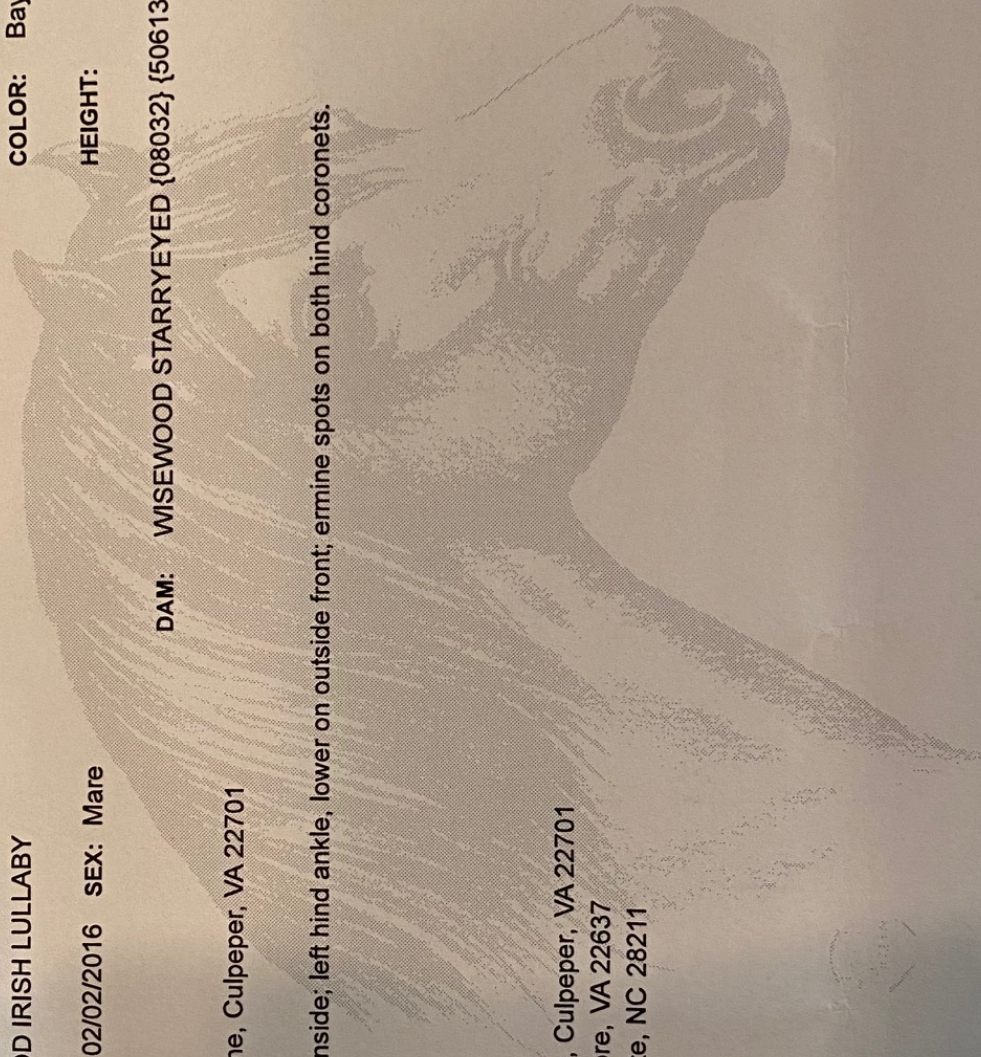 OD IRISH LULLABY COLOR: Bay
02/02/2016 SEX: Mare HEIGHT:
DAM: WISEWOOD STARRYEYED {08032} {50613
ne, Culpeper, VA 22701
nside; left hind ankle, lower on outside front; ermine spots on both hind coronets.
, Culpeper, VA 22701
re, VA 22637
e, NC 28211